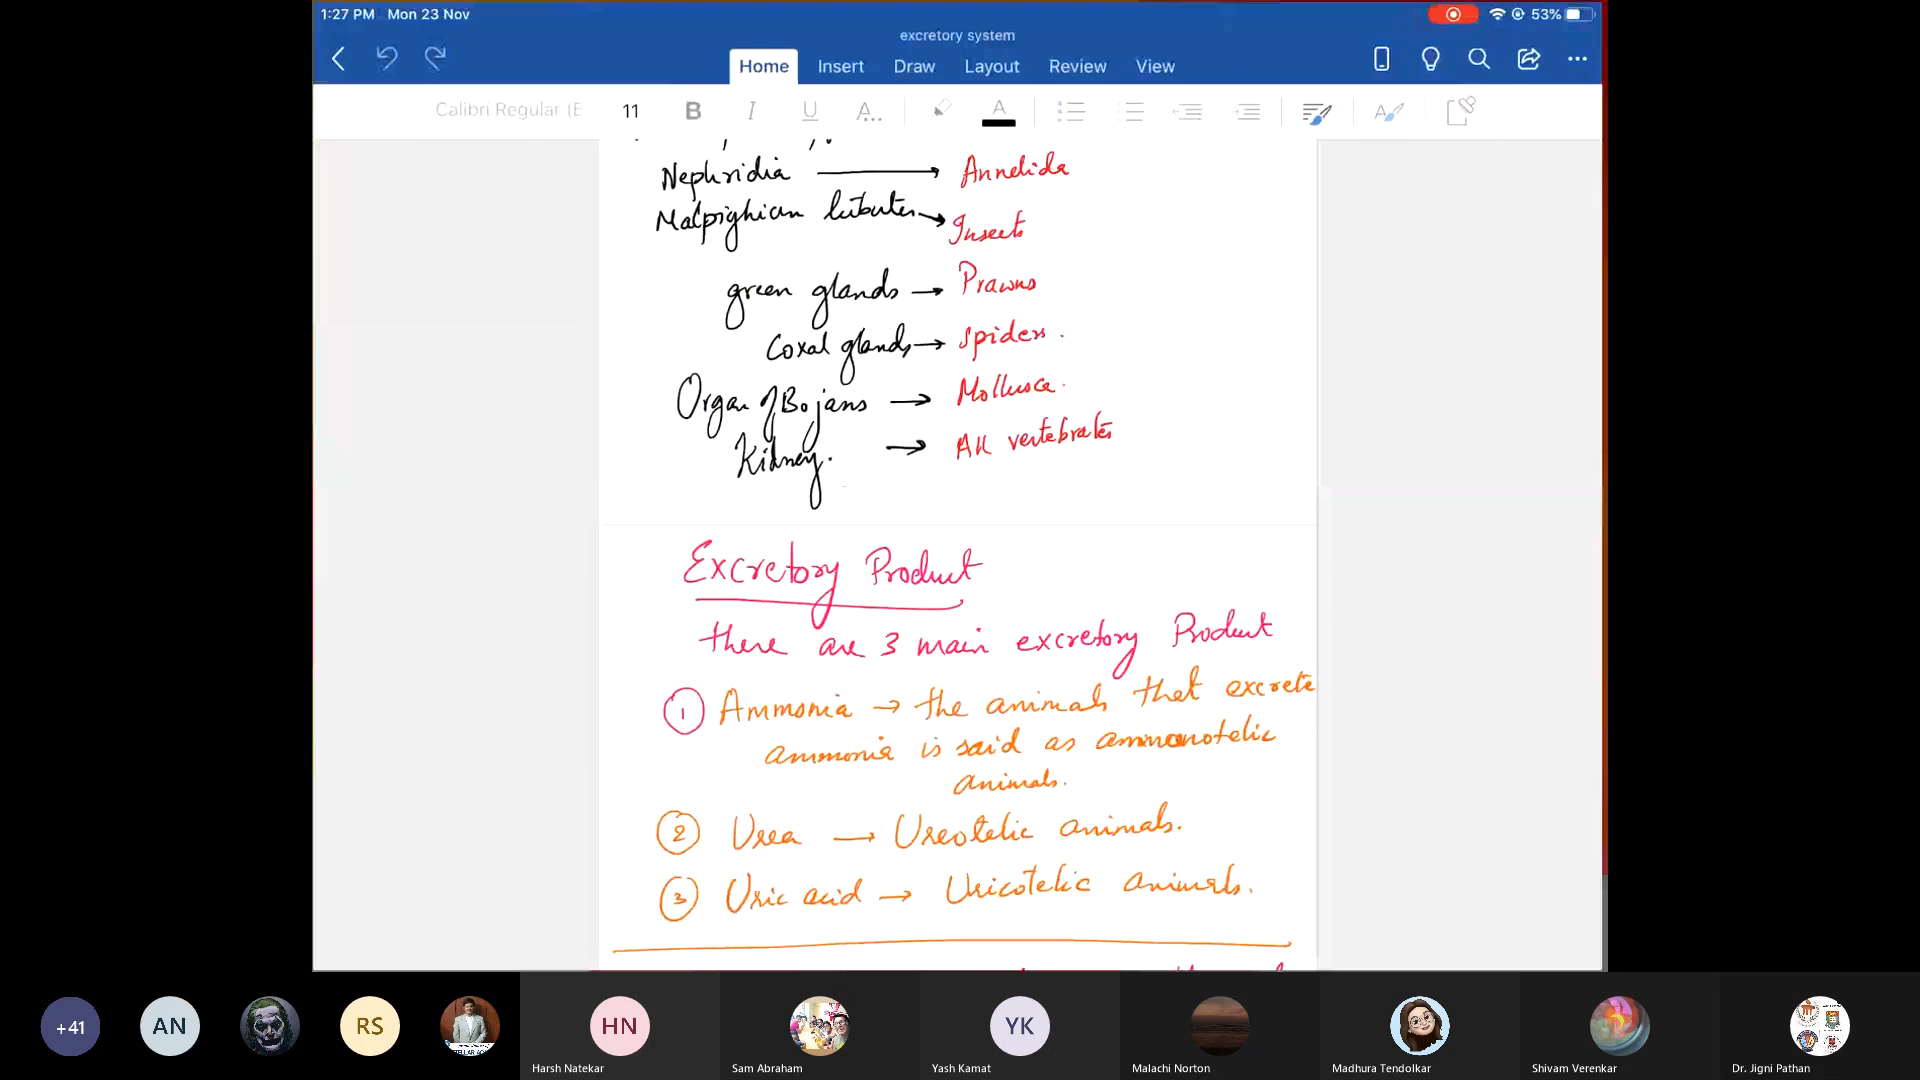 1:27 PM Mon 23 Nov
53%
excretory system
Home Insert Draw Layout Review View
Calibri Regular (E 11 B I U A..
Nephridia → Annelida
Malpighian tubules → Insects
green glands → Prawns
Coxal glands → Spiders.
Organ of Bojans → Mollusca.
Kidney. → All vertebrates
Excretory Product
there are 3 main excretory Product
① Ammonia → the animals that excrete
ammonia is said as ammonotelic
animals.
② Urea → Ureotelic animals.
③ Uric acid → Uricotelic animals.
+41 AN RS HN YK
Harsh Natekar Sam Abraham Yash Kamat Malachi Norton Madhura Tendolkar Shivam Verenkar Dr. Jigni Pathan